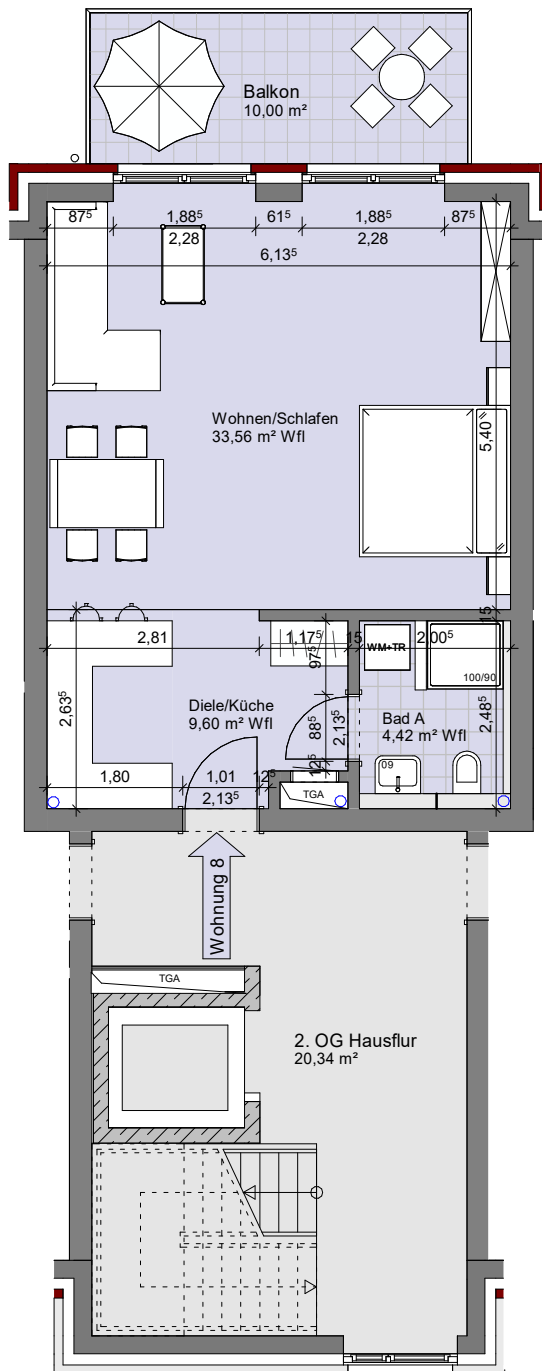 Balkon
10,00 m²
87⁵ 1,88⁵ 61⁵ 1,88⁵ 87⁵
2,28 2,28
6,13⁵
Wohnen/Schlafen
33,56 m² Wfl
5,40
15
2,81 1,17⁵ 15 2,00⁵
WM+TR
97⁵
100/90
2,63⁵
Diele/Küche
9,60 m² Wfl
88⁵
2,13⁵
Bad A
4,42 m² Wfl
2,48⁵
12⁵
60
1,80 1,01 12⁵
2,13⁵
TGA
Wohnung 8
TGA
2. OG Hausflur
20,34 m²